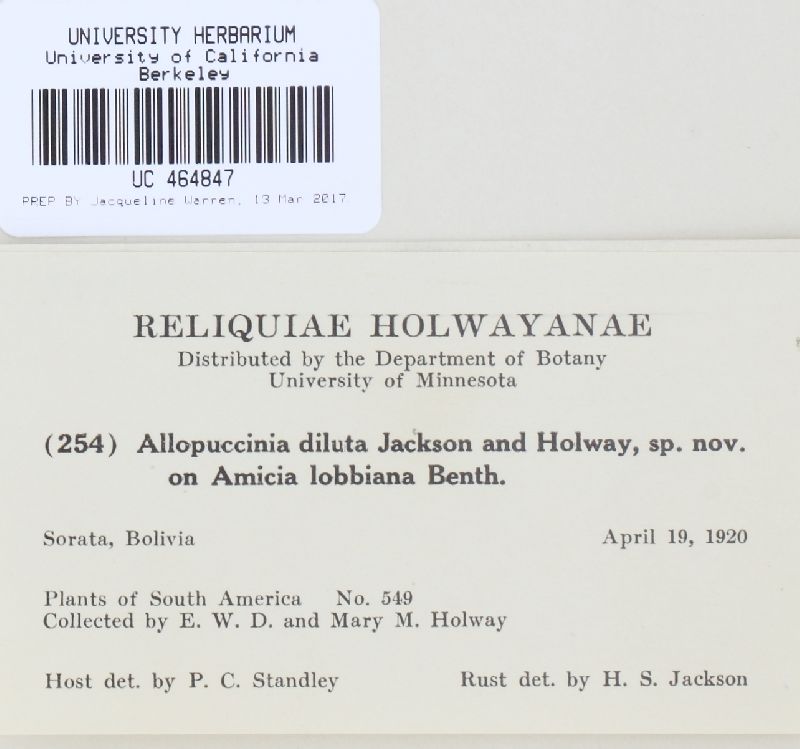 UNIVERSITY HERBARIUM
University of California
Berkeley
UC 464847
PREP BY Jacqueline Warren, 13 Mar 2017
RELIQUIAE HOLWAYANAE
Distributed by the Department of Botany
University of Minnesota
(254) Allopuccinia diluta Jackson and Holway, sp. nov.
on Amicia lobbiana Benth.
Sorata, Bolivia April 19, 1920
Plants of South America No. 549
Collected by E. W. D. and Mary M. Holway
Host det. by P. C. Standley Rust det. by H. S. Jackson